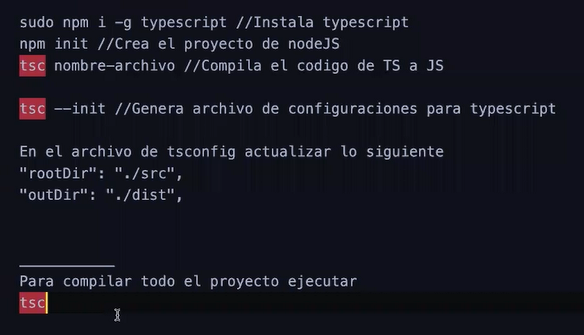 sudo npm i -g typescript //Instala typescript
npm init //Crea el proyecto de nodeJS
tsc nombre-archivo //Compila el codigo de TS a JS
tsc --init //Genera archivo de configuraciones para typescript
En el archivo de tsconfig actualizar lo siguiente
"rootDir": "./src",
"outDir": "./dist",
____________
Para compilar todo el proyecto ejecutar
tsc